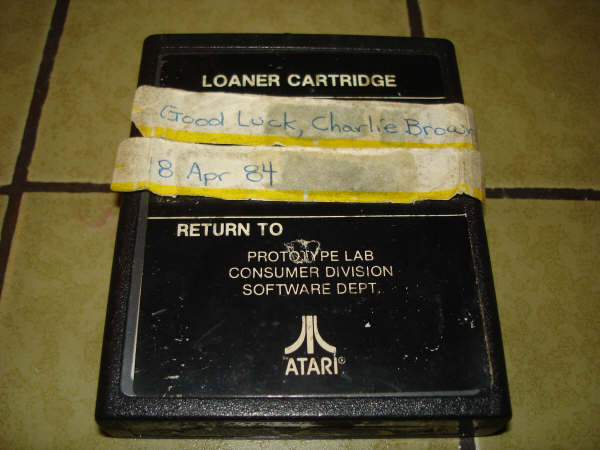 LOANER CARTRIDGE
Good Luck, Charlie Brown
18 Apr 84
RETURN TO
PROTOTYPE LAB
CONSUMER DIVISION
SOFTWARE DEPT.
ATARI®